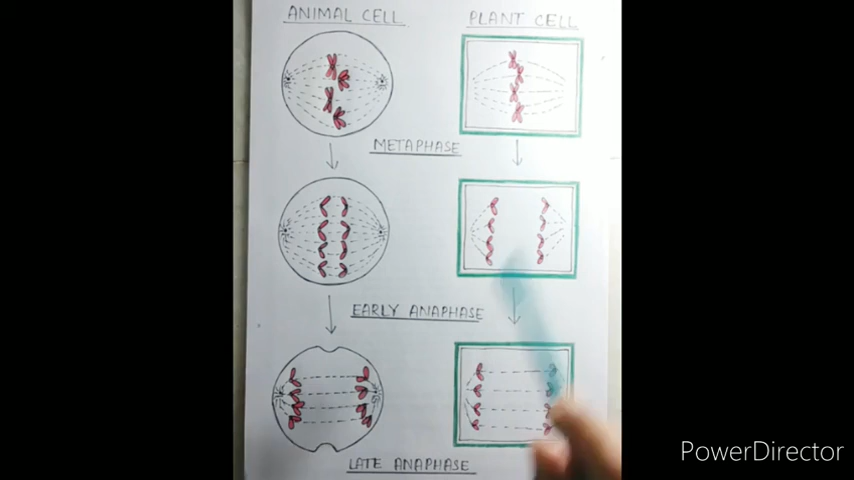 ANIMAL CELL
PLANT CELL
METAPHASE
EARLY ANAPHASE
LATE ANAPHASE
PowerDirector